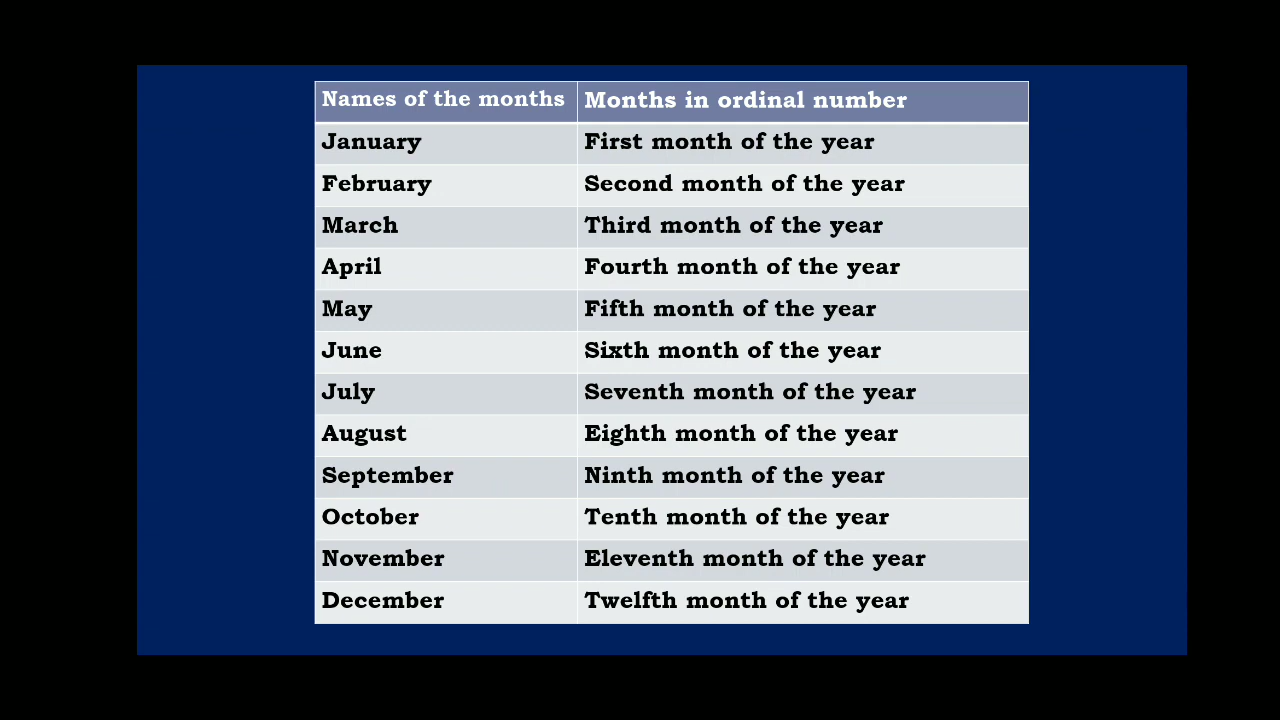 Names of the months Months in ordinal number
January First month of the year
February Second month of the year
March Third month of the year
April Fourth month of the year
May Fifth month of the year
June Sixth month of the year
July Seventh month of the year
August Eighth month of the year
September Ninth month of the year
October Tenth month of the year
November Eleventh month of the year
December Twelfth month of the year